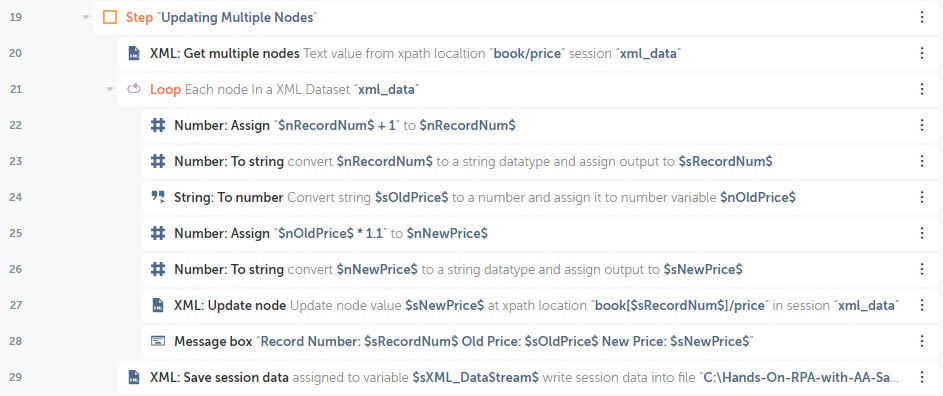 19 Step "Updating Multiple Nodes"
20 XML: Get multiple nodes Text value from xpath localtion "book/price" session "xml_data"
21 Loop Each node In a XML Dataset "xml_data"
22 Number: Assign "$nRecordNum$ + 1" to $nRecordNum$
23 Number: To string convert $nRecordNum$ to a string datatype and assign output to $sRecordNum$
24 String: To number Convert string $sOldPrice$ to a number and assign it to number variable $nOldPrice$
25 Number: Assign "$nOldPrice$ * 1.1" to $nNewPrice$
26 Number: To string convert $nNewPrice$ to a string datatype and assign output to $sNewPrice$
27 XML: Update node Update node value $sNewPrice$ at xpath location "book[$sRecordNum$]/price" in session "xml_data"
28 Message box "Record Number: $sRecordNum$ Old Price: $sOldPrice$ New Price: $sNewPrice$"
29 XML: Save session data assigned to variable $sXML_DataStream$ write session data into file "C:\Hands-On-RPA-with-AA-Sa...